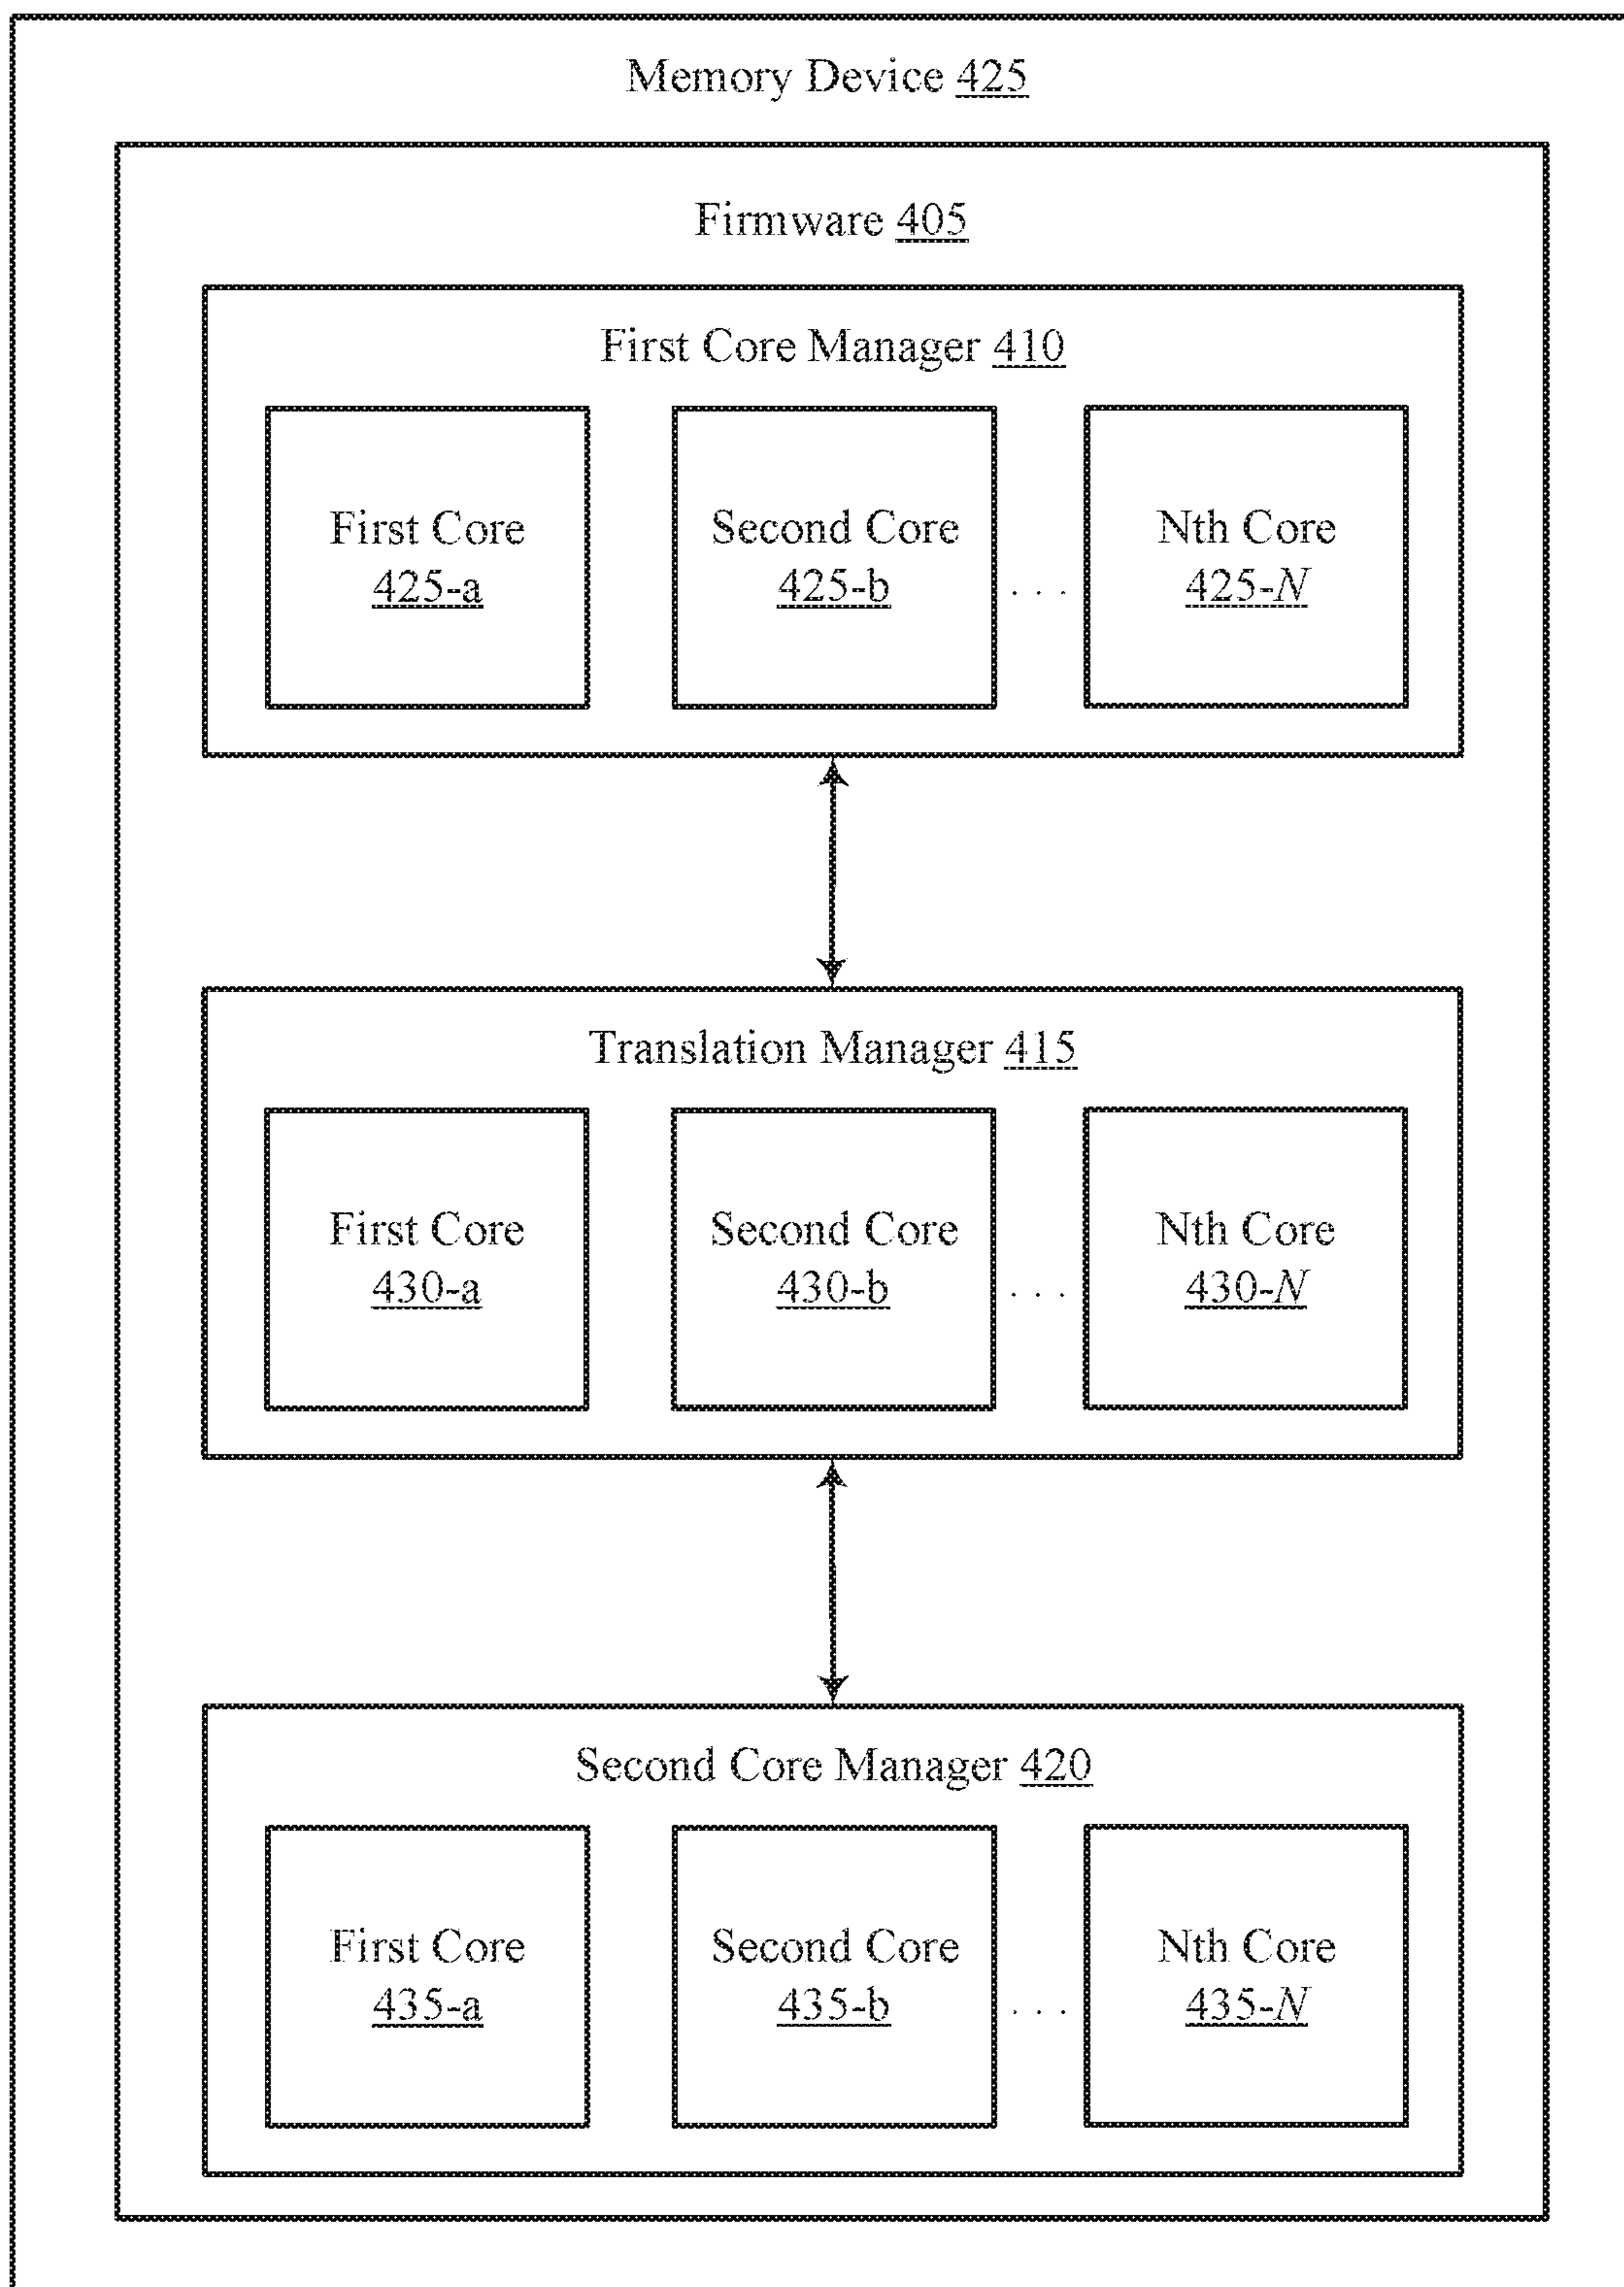 Memory Device 425
Firmware 405
First Core Manager 410
First Core
425-a
Second Core
425-b
. . .
Nth Core
425-N
Translation Manager 415
First Core
430-a
Second Core
430-b
. . .
Nth Core
430-N
Second Core Manager 420
First Core
435-a
Second Core
435-b
. . .
Nth Core
435-N